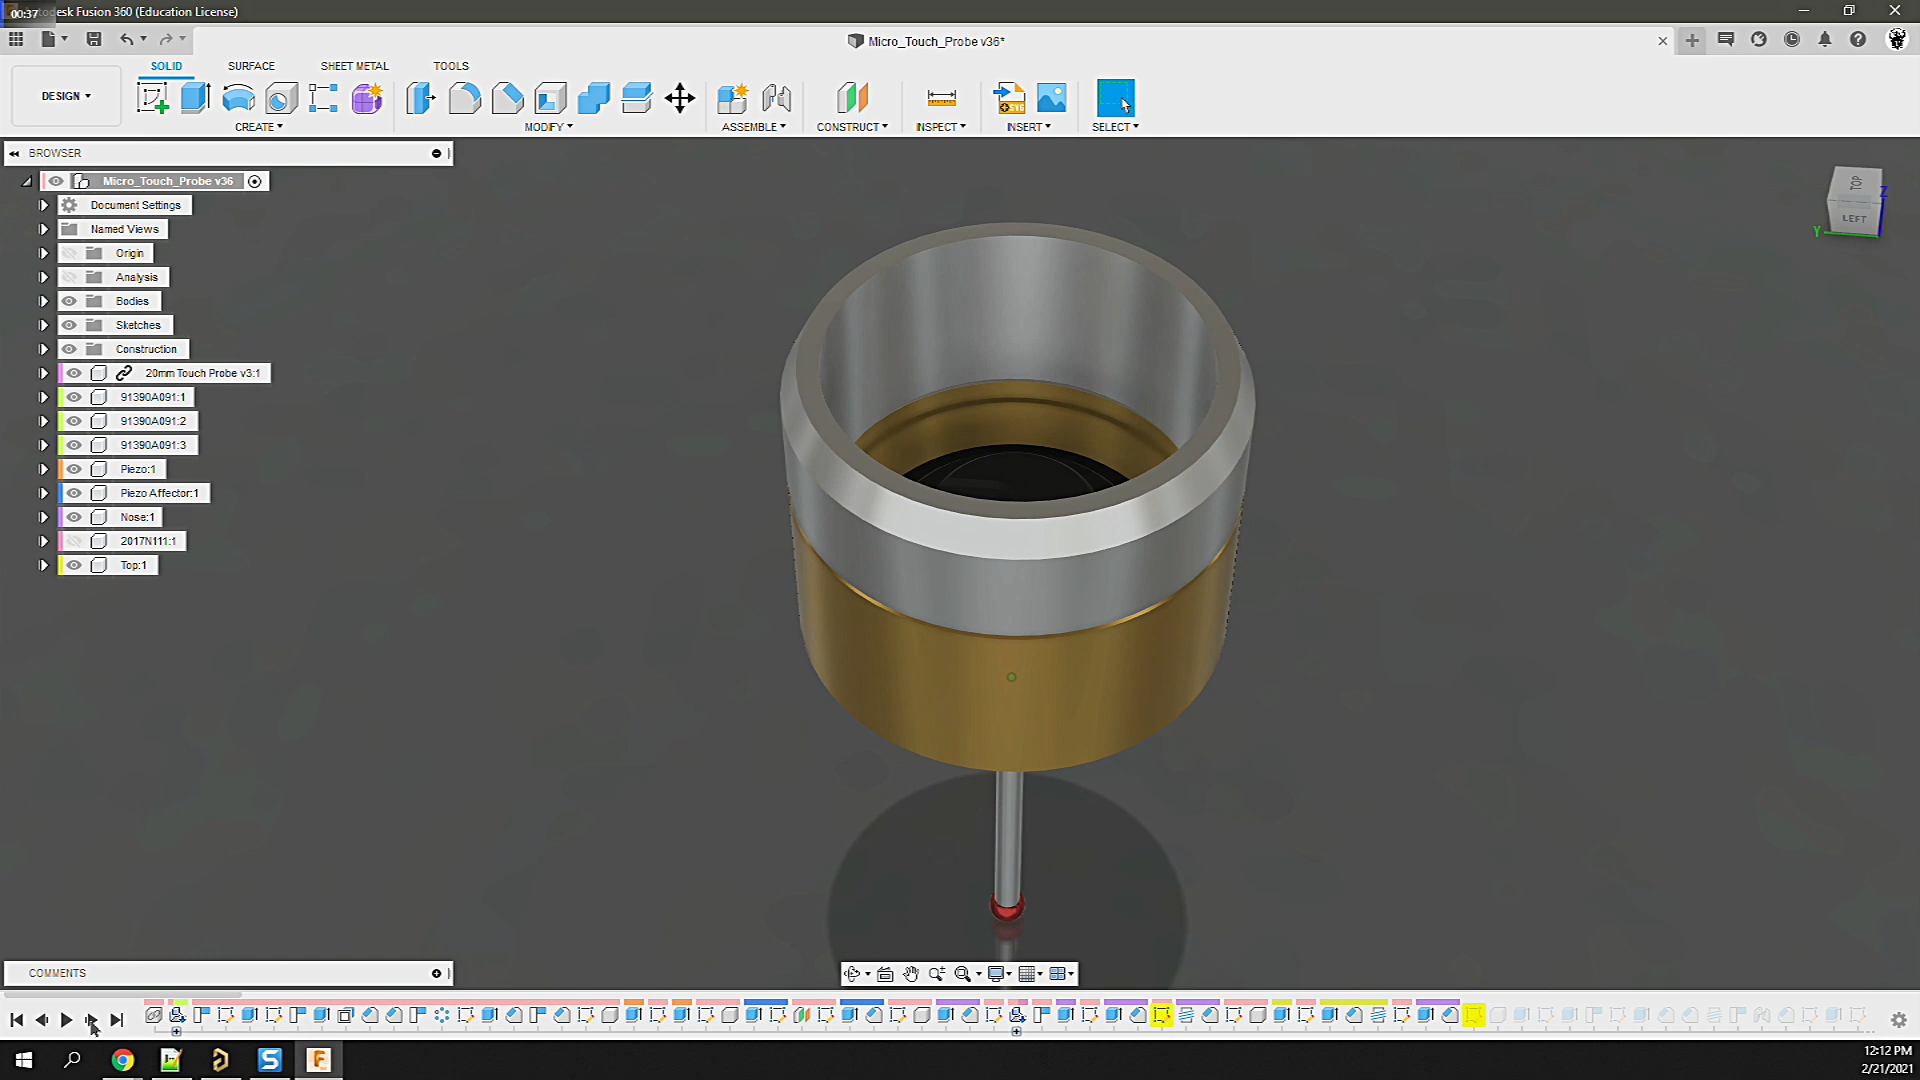 00:37
odesk Fusion 360 (Education License)
Micro_Touch_Probe v36*
SOLID SURFACE SHEET METAL TOOLS
DESIGN
CREATE MODIFY ASSEMBLE CONSTRUCT INSPECT INSERT SELECT
SVG
BROWSER
Micro_Touch_Probe v36
Document Settings
Named Views
Origin
Analysis
Bodies
Sketches
Construction
20mm Touch Probe v3:1
91390A091:1
91390A091:2
91390A091:3
Piezo:1
Piezo Affector:1
Nose:1
2017N111:1
Top:1
TOP
LEFT
Z
Y
COMMENTS
12:12 PM
2/21/2021